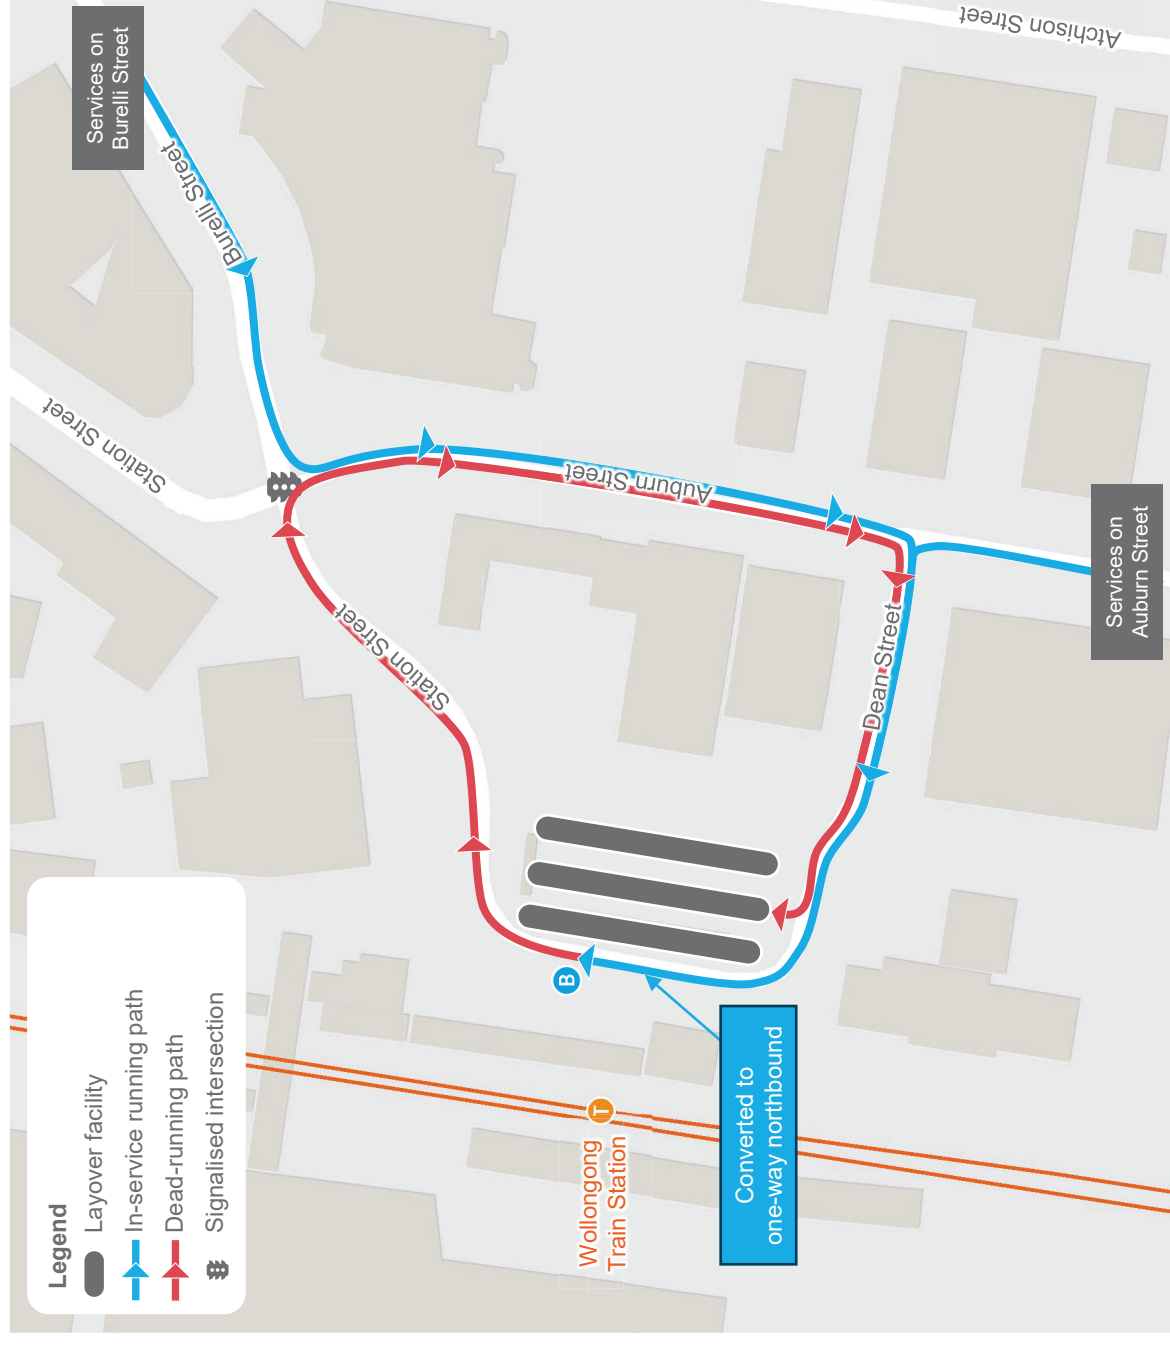 Services on
Burelli Street
Atchison Street
Burelli Street
Station Street
Auburn Street
Services on
Auburn Street
Station Street
Dean Street
B
Converted to
one-way northbound
T
Wollongong
Train Station
Legend
Layover facility
In-service running path
Dead-running path
Signalised intersection